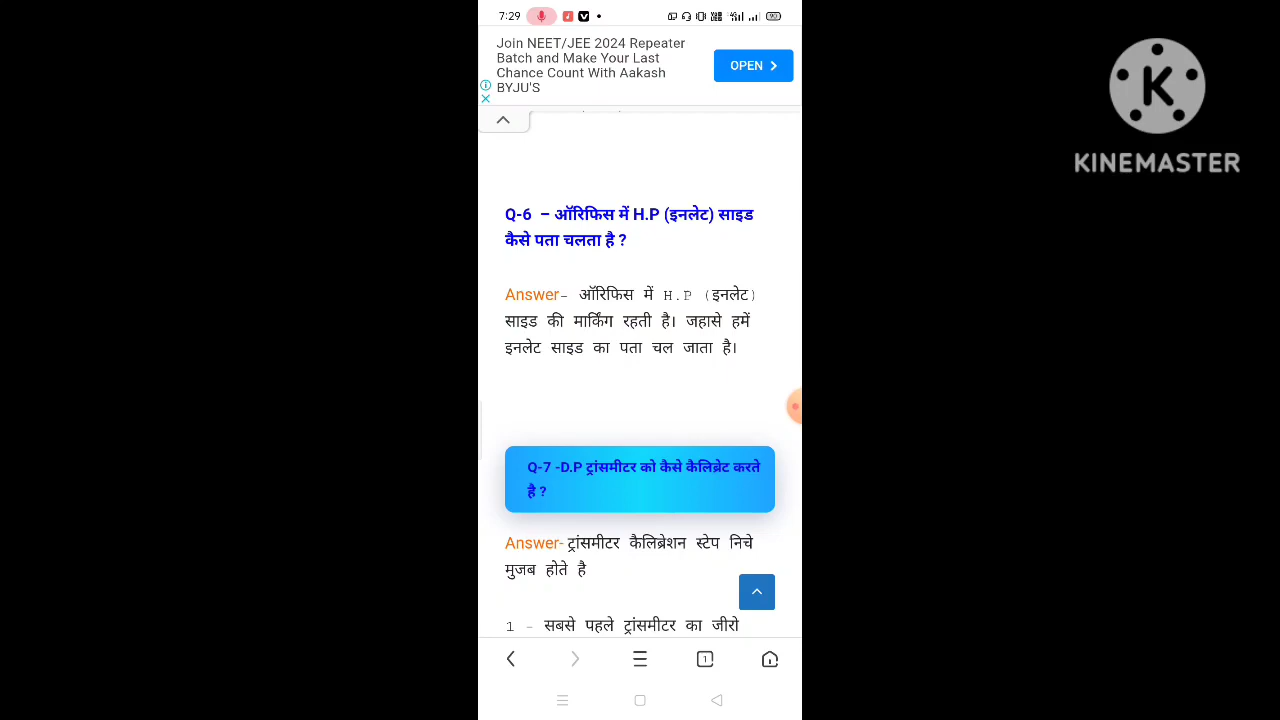 7:29
90
Join NEET/JEE 2024 Repeater
Batch and Make Your Last
Chance Count With Aakash
BYJU'S
OPEN
K
KINEMASTER
Q-6 – ऑरिफिस में H.P (इनलेट) साइड
कैसे पता चलता है ?
Answer– ऑरिफिस में H.P (इनलेट)
साइड की मार्किंग रहती है। जहासे हमें
इनलेट साइड का पता चल जाता है।
Q-7 -D.P ट्रांसमीटर को कैसे कैलिब्रेट करते
है ?
Answer- ट्रांसमीटर कैलिब्रेशन स्टेप निचे
मुजब होते है
1 – सबसे पहले ट्रांसमीटर का जीरो
1